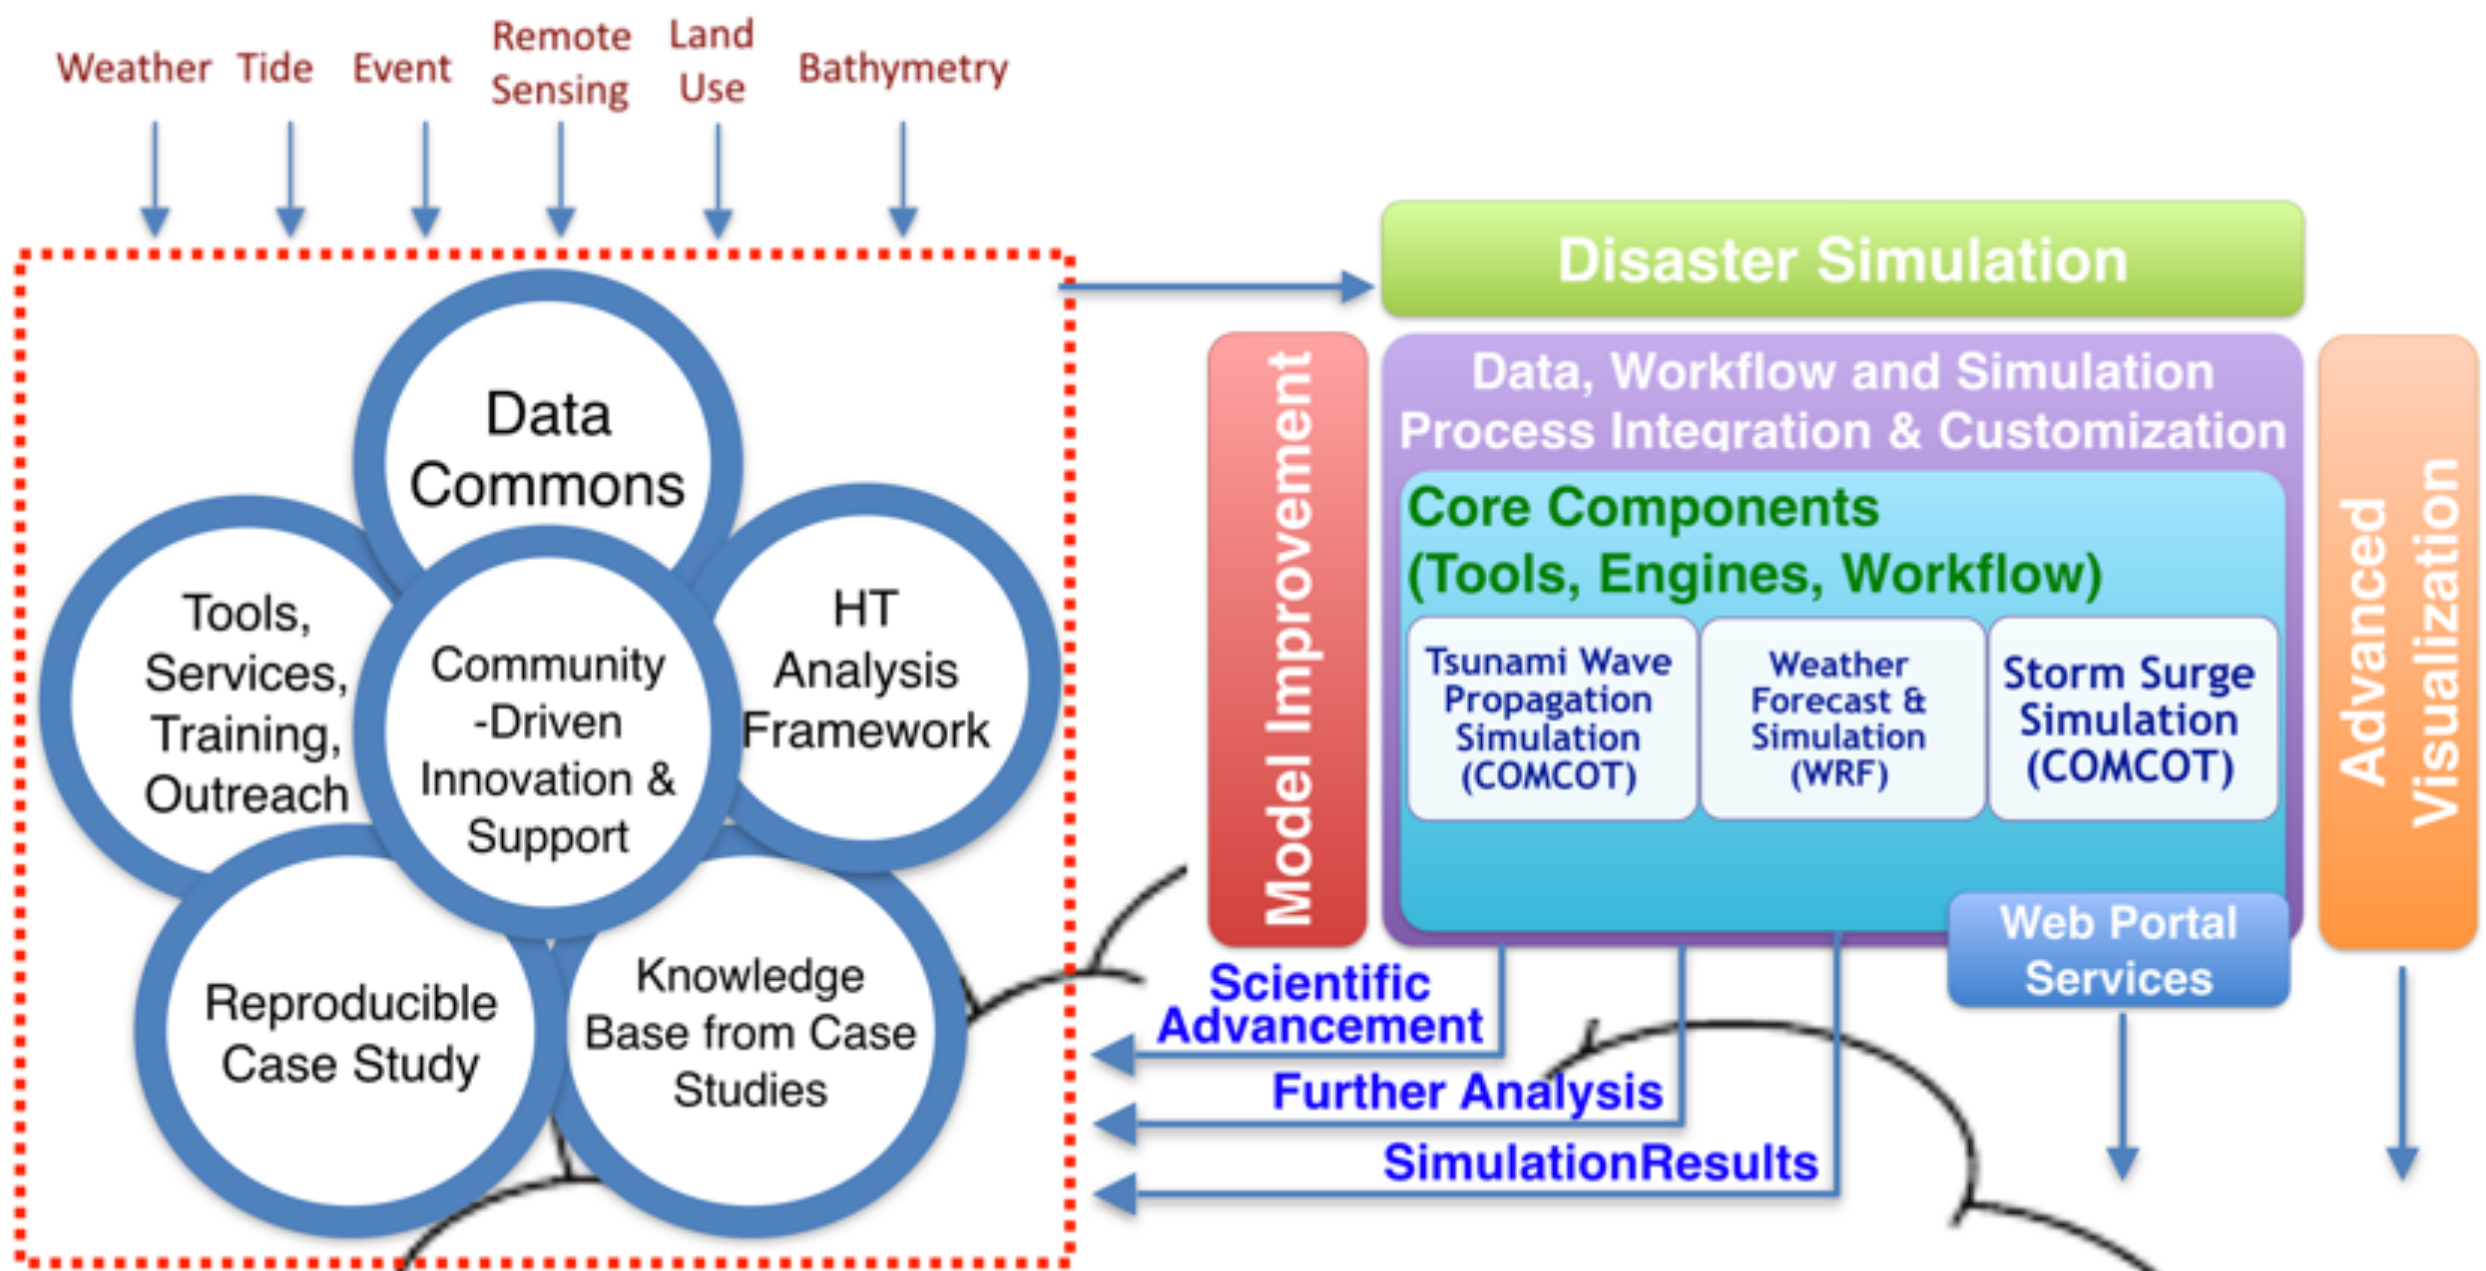 Weather
Tide
Event
Remote
Sensing
Land
Use
Bathymetry
Data
Commons
Tools,
Services,
Training,
Outreach
Community
-Driven
Innovation &
Support
HT
Analysis
Framework
Reproducible
Case Study
Knowledge
Base from Case
Studies
Disaster Simulation
Model Improvement
Data, Workflow and Simulation
Process Integration & Customization
Core Components
(Tools, Engines, Workflow)
Tsunami Wave
Propagation
Simulation
(COMCOT)
Weather
Forecast &
Simulation
(WRF)
Storm Surge
Simulation
(COMCOT)
Advanced
Visualization
Web Portal
Services
Scientific
Advancement
Further Analysis
SimulationResults